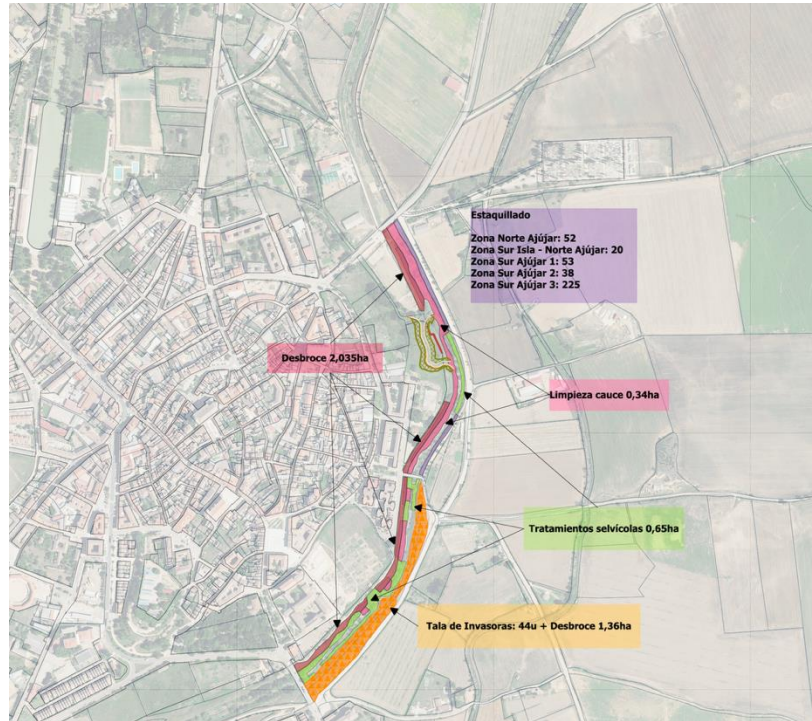 Estaquillado
Zona Norte Ajújar: 52
Zona Sur Isla - Norte Ajújar: 20
Zona Sur Ajújar 1: 53
Zona Sur Ajújar 2: 38
Zona Sur Ajújar 3: 225
Desbroce 2,035ha
Limpieza cauce 0,34ha
Tratamientos selvícolas 0,65ha
Tala de Invasoras: 44u + Desbroce 1,36ha